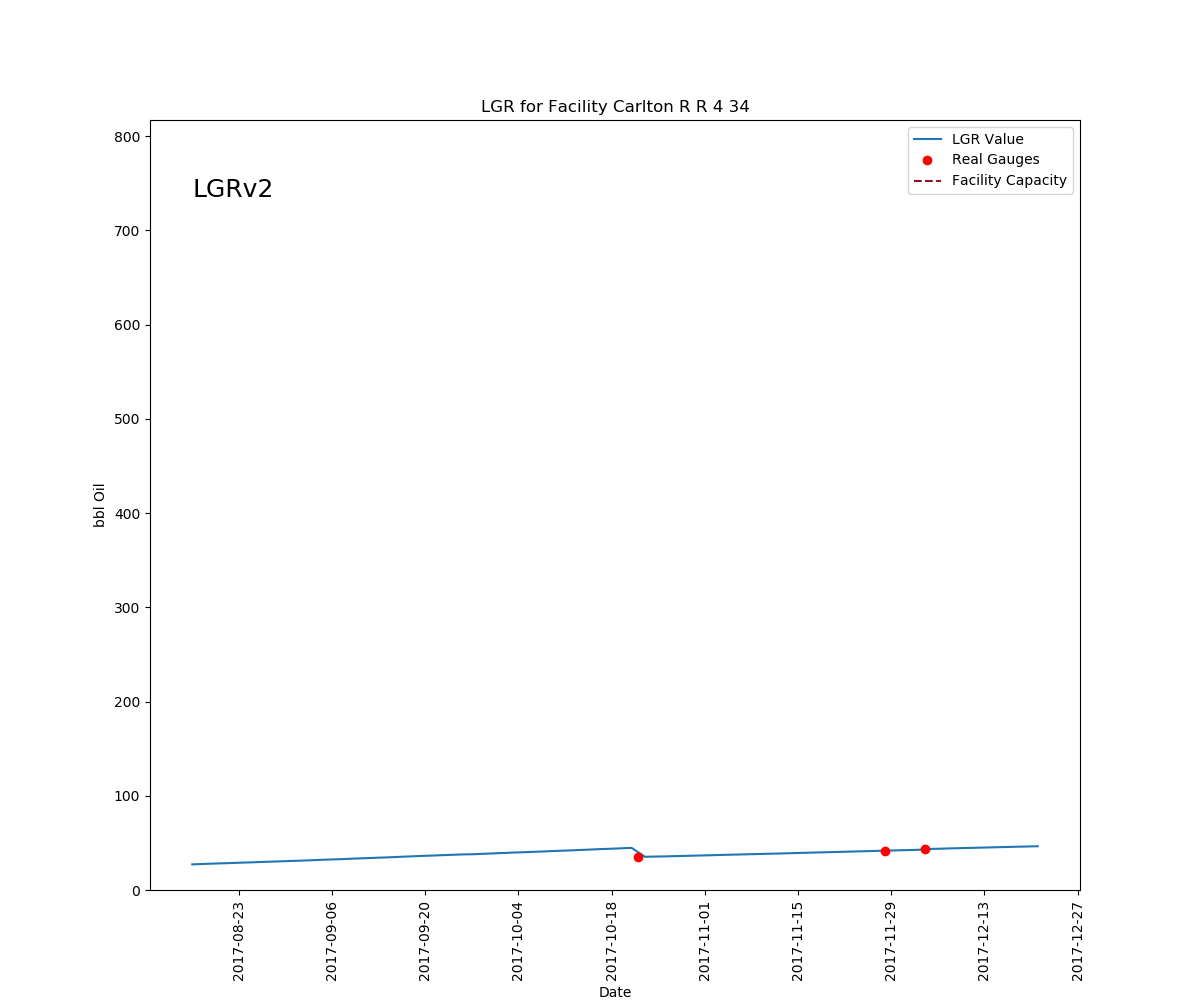 LGR for Facility Carlton R R 4 34
LGRv2
LGR Value
Real Gauges
Facility Capacity
bbl Oil
800
700
600
500
400
300
200
100
0
2017-08-23
2017-09-06
2017-09-20
2017-10-04
2017-10-18
2017-11-01
2017-11-15
2017-11-29
2017-12-13
2017-12-27
Date